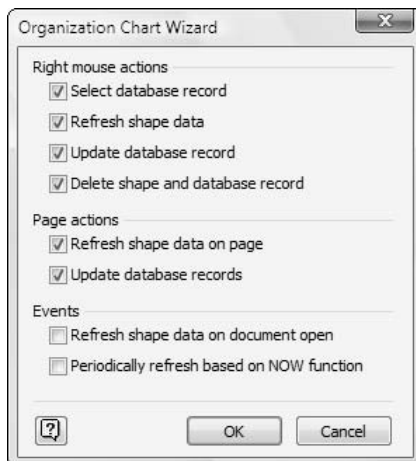 Organization Chart Wizard
Right mouse actions
Select database record
Refresh shape data
Update database record
Delete shape and database record
Page actions
Refresh shape data on page
Update database records
Events
Refresh shape data on document open
Periodically refresh based on NOW function
OK Cancel